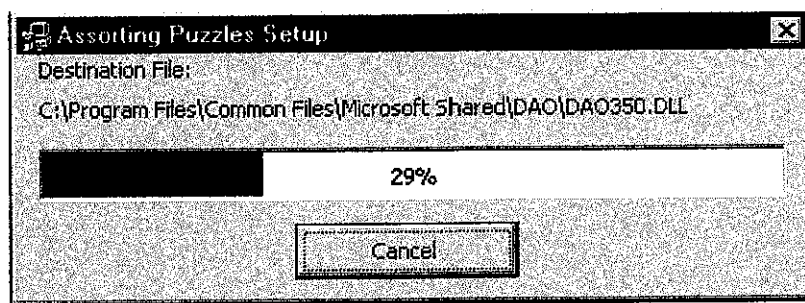 Assorting Puzzles Setup
Destination File:
C:\Program Files\Common Files\Microsoft Shared\DAO\DAO350.DLL
29%
Cancel